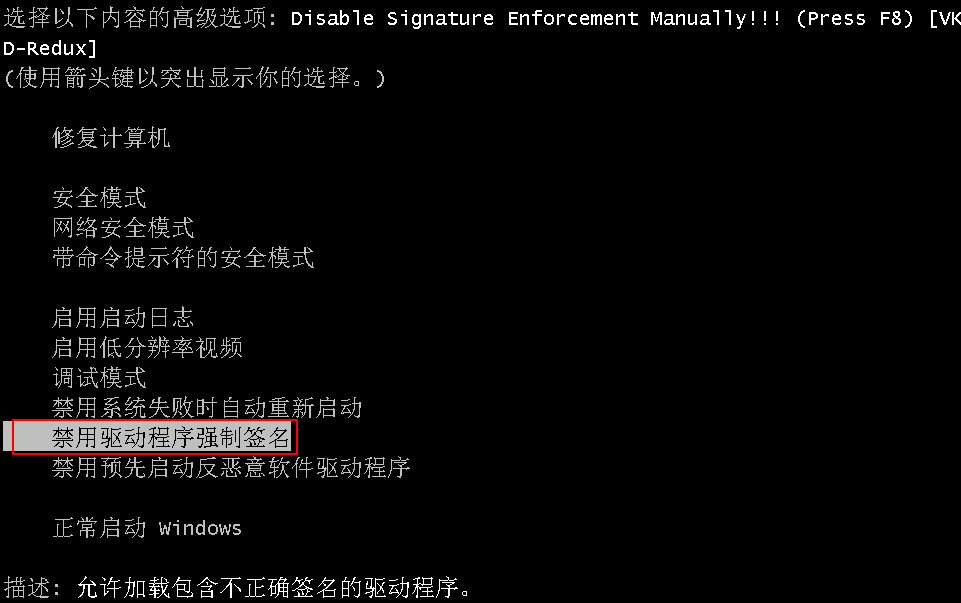 选择以下内容的高级选项: Disable Signature Enforcement Manually!!! (Press F8) [VK
D-Redux]
(使用箭头键以突出显示你的选择。)
修复计算机
安全模式
网络安全模式
带命令提示符的安全模式
启用启动日志
启用低分辨率视频
调试模式
禁用系统失败时自动重新启动
禁用驱动程序强制签名
禁用预先启动反恶意软件驱动程序
正常启动 Windows
描述: 允许加载包含不正确签名的驱动程序。